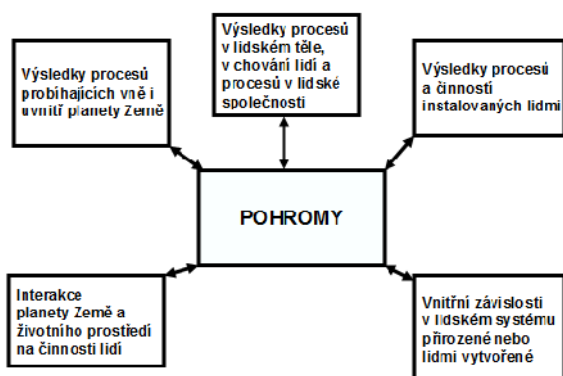 Výsledky procesů
probíhajících vně i
uvnitř planety Země
Výsledky procesů
v lidském těle,
v chování lidí a
procesů v lidské
společnosti
Výsledky procesů
a činností
instalovaných lidmi
POHROMY
Interakce
planety Země a
životního prostředí
na činnosti lidí
Vnitřní závislosti
v lidském systému
přirozené nebo
lidmi vytvořené